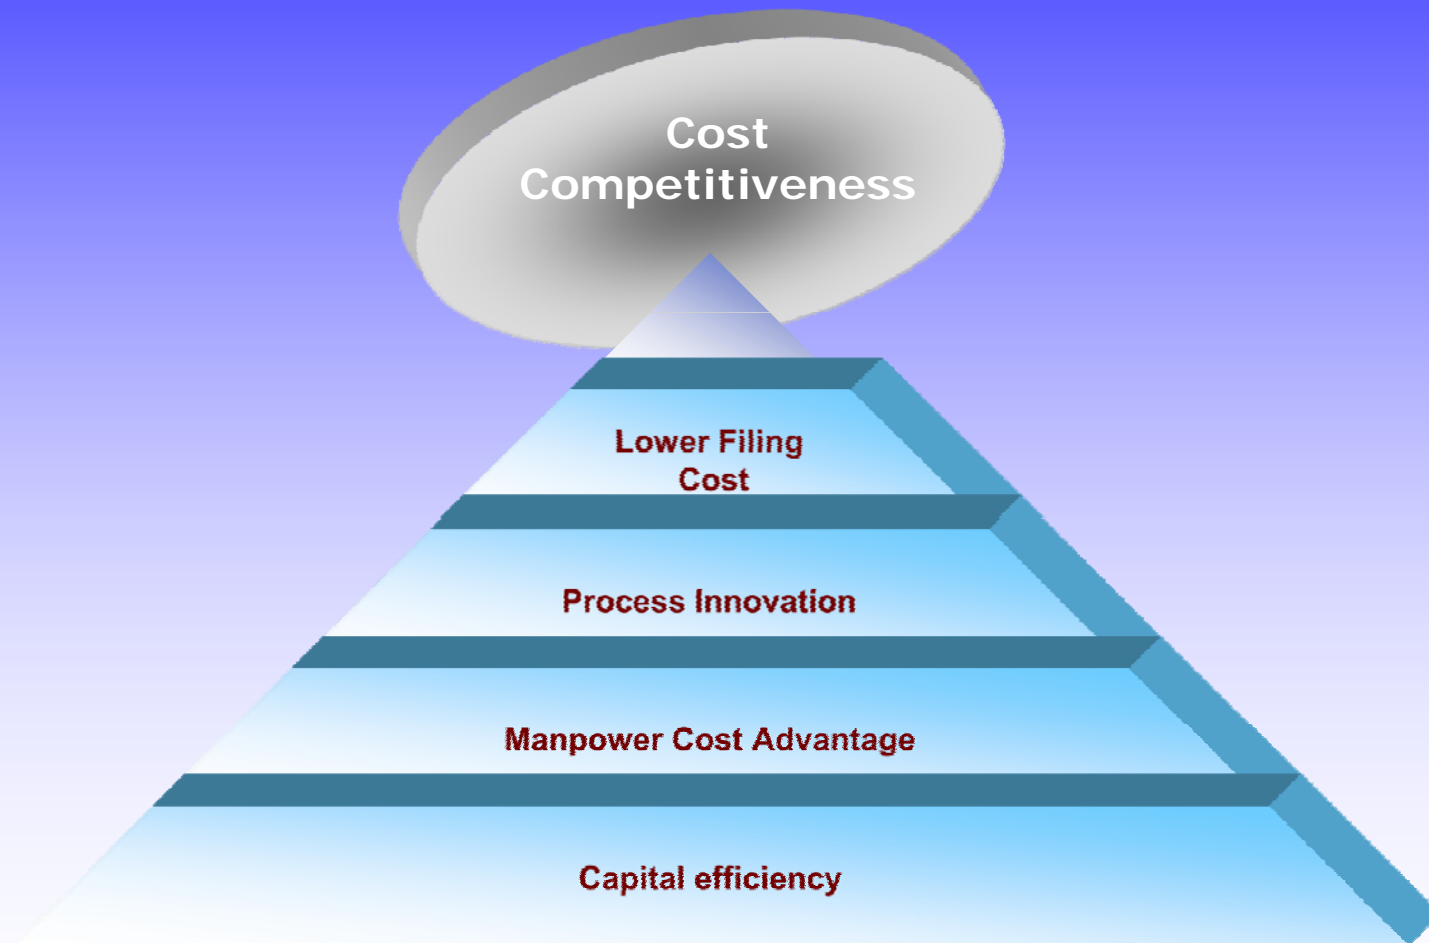 Cost
Competitiveness
Lower Filing
Cost
Process Innovation
Manpower Cost Advantage
Capital efficiency